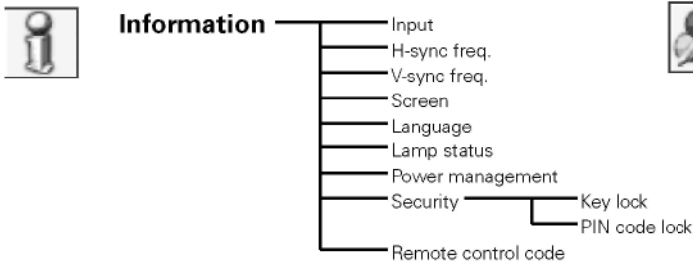 Information
Input
H-sync freq.
V-sync freq.
Screen
Language
Lamp status
Power management
Security
Key lock
PIN code lock
Remote control code